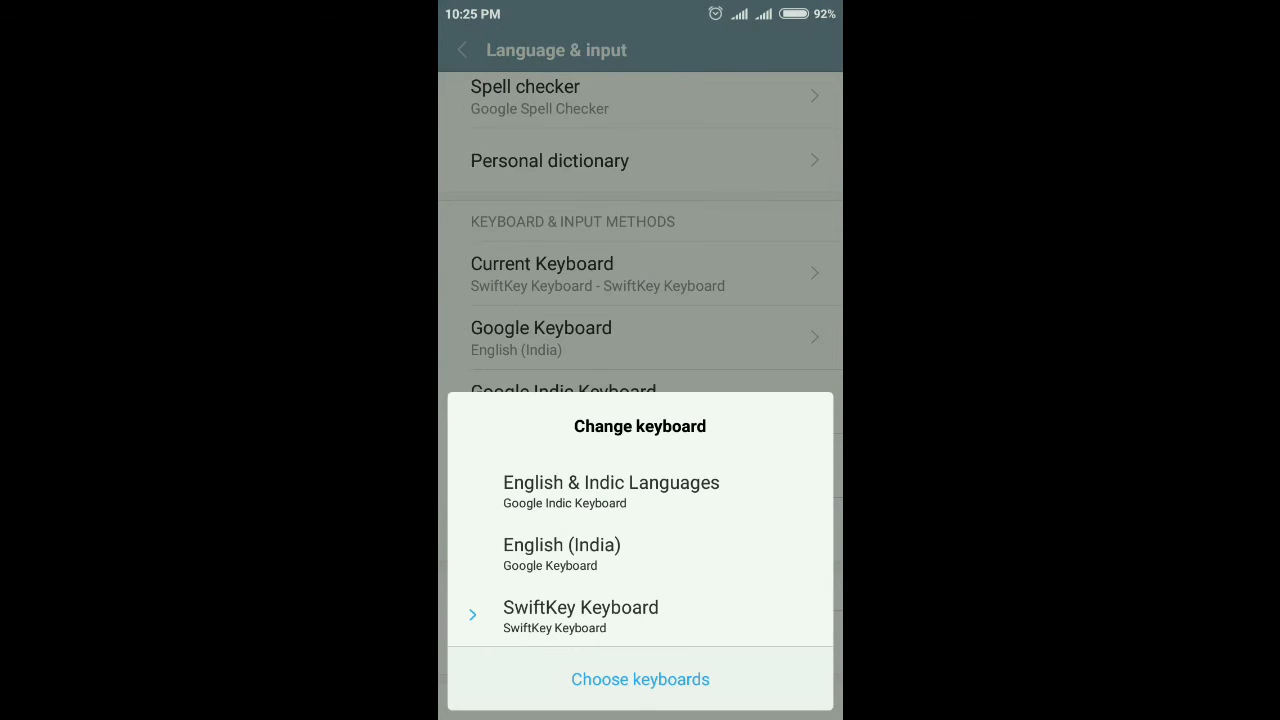 10:25 PM
92%
Language & input
Spell checker
Google Spell Checker
Personal dictionary
KEYBOARD & INPUT METHODS
Current Keyboard
SwiftKey Keyboard - SwiftKey Keyboard
Google Keyboard
English (India)
Google Indic Keyboard
Change keyboard
English & Indic Languages
Google Indic Keyboard
English (India)
Google Keyboard
SwiftKey Keyboard
SwiftKey Keyboard
Choose keyboards